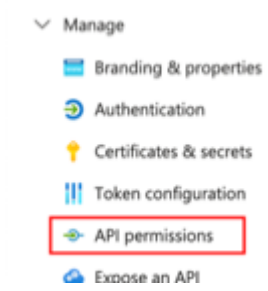 Manage
Branding & properties
Authentication
Certificates & secrets
Token configuration
API permissions
Expose an API